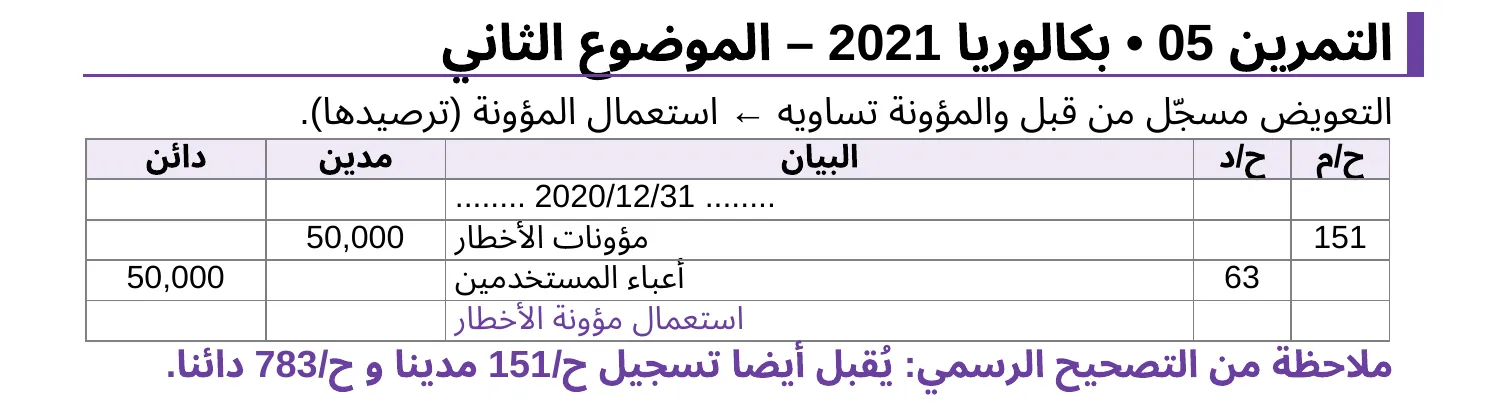 التمرين 05 • بكالوريا 2021 – الموضوع الثاني
التعويض مسجّل من قبل والمؤونة تساويه ← استعمال المؤونة (ترصيدها).
ح/م ح/د البيان مدين دائن
........ 2020/12/31 ........
151 مؤونات الأخطار 50,000
63 أعباء المستخدمين 50,000
استعمال مؤونة الأخطار
ملاحظة من التصحيح الرسمي: يُقبل أيضا تسجيل ح/151 مدينا و ح/783 دائنا.